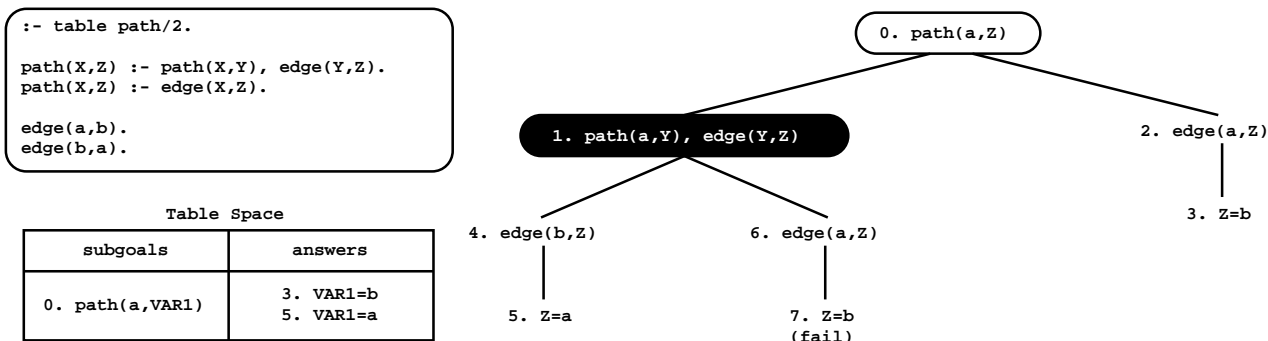 :- table path/2.
path(X,Z) :- path(X,Y), edge(Y,Z).
path(X,Z) :- edge(X,Z).
edge(a,b).
edge(b,a).
Table Space
subgoals answers
0. path(a,VAR1)
3. VAR1=b
5. VAR1=a
0. path(a,Z)
1. path(a,Y), edge(Y,Z)
2. edge(a,Z)
3. Z=b
4. edge(b,Z)
6. edge(a,Z)
5. Z=a
7. Z=b
(fail)